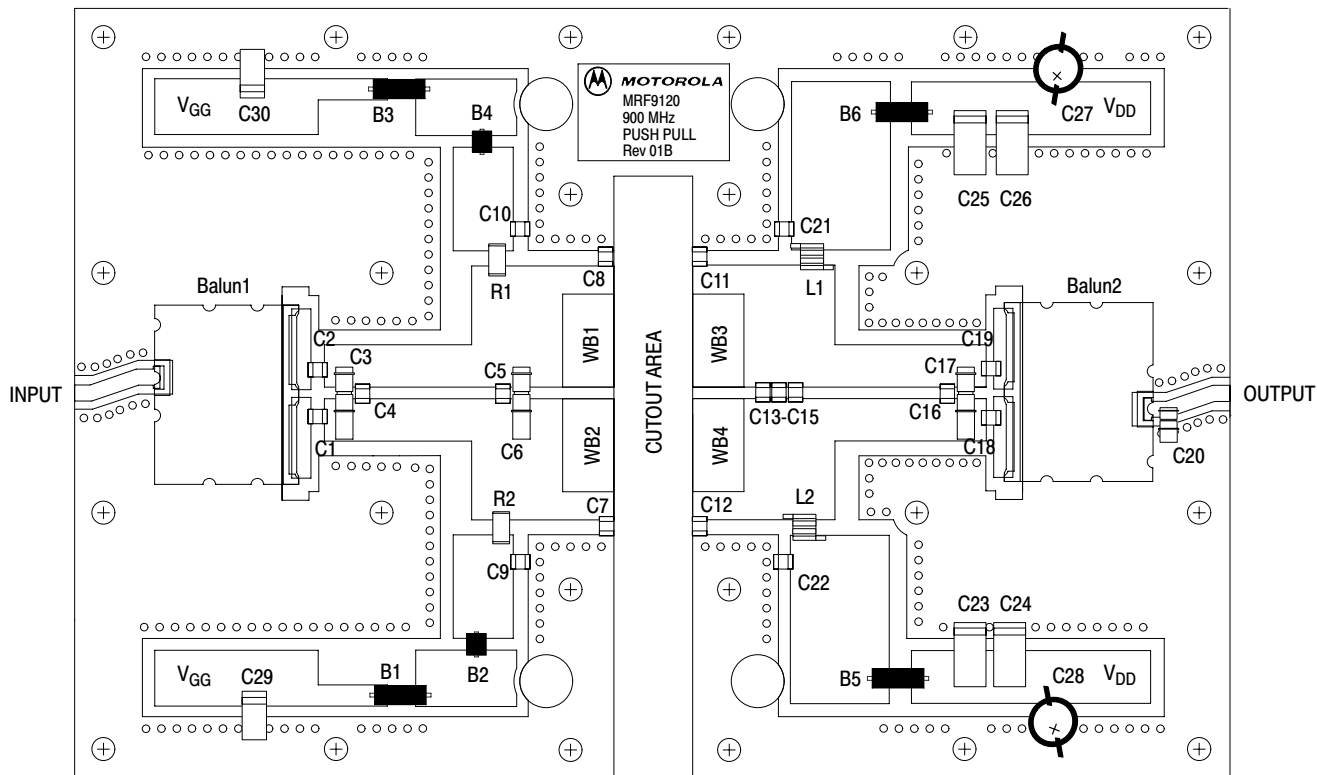 MOTOROLA
MRF9120
900 MHz
PUSH PULL
Rev 01B
VGG
C30
B3
B4
B6
C27
VDD
C25
C26
C10
C21
R1
C8
C11
L1
Balun1
Balun2
C2
C3
C5
WB1
WB3
C17
C19
INPUT
C4
CUTOUT AREA
C13-C15
C16
OUTPUT
C1
C6
WB2
WB4
C18
C20
R2
C7
C12
L2
C9
C22
C23
C24
VGG
C29
B1
B2
B5
C28
VDD